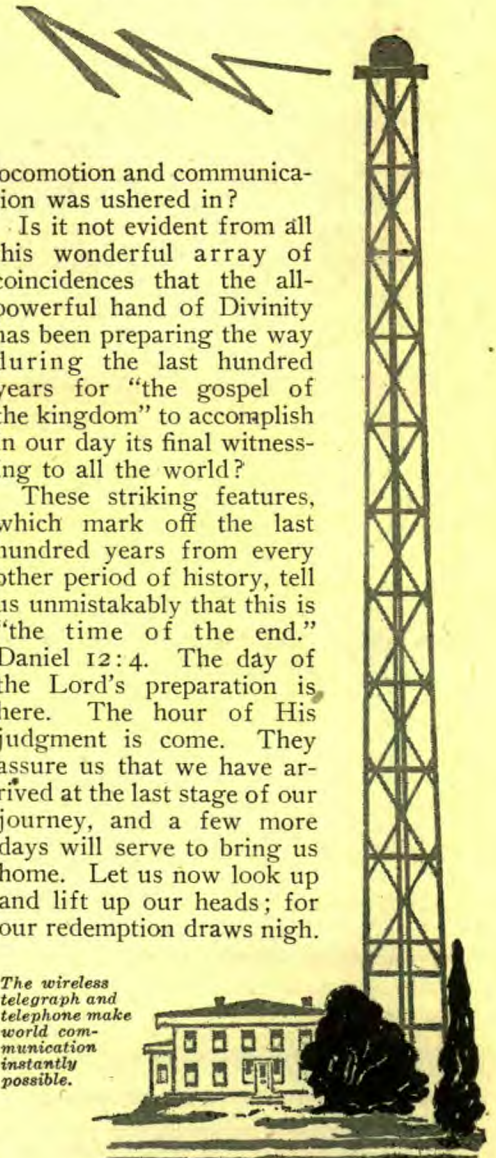 ocomotion and communica-
ion was ushered in?
Is it not evident from all
his wonderful array of
coincidences that the all-
powerful hand of Divinity
has been preparing the way
during the last hundred
years for "the gospel of
the kingdom" to accomplish
in our day its final witness-
ing to all the world?
These striking features,
which mark off the last
hundred years from every
other period of history, tell
us unmistakably that this is
"the time of the end."
Daniel 12:4. The day of
the Lord's preparation is
here. The hour of His
judgment is come. They
assure us that we have ar-
rived at the last stage of our
journey, and a few more
days will serve to bring us
home. Let us now look up
and lift up our heads; for
our redemption draws nigh.
The wireless
telegraph and
telephone make
world com-
munication
instantly
possible.